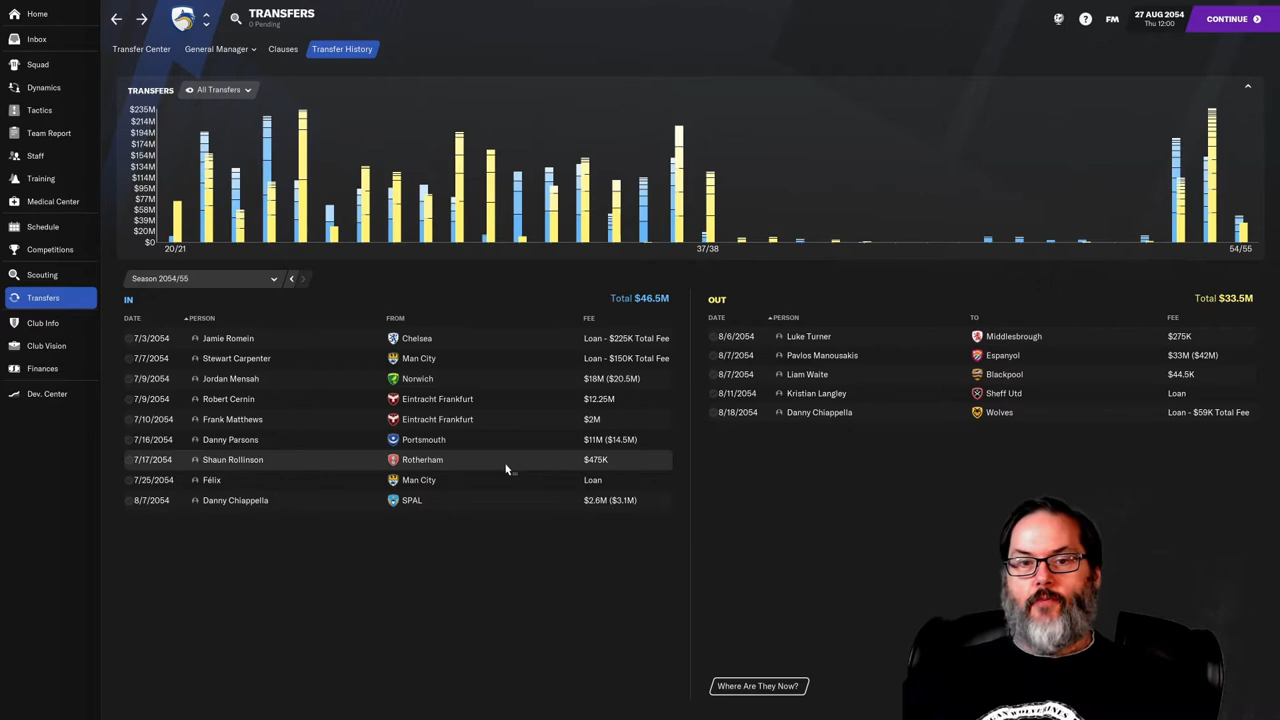 Home
Inbox
Squad
Dynamics
Tactics
Team Report
Staff
Training
Medical Center
Schedule
Competitions
Scouting
Transfers
Club Info
Club Vision
Finances
Dev. Center
TRANSFERS
0 Pending
FM
27 AUG 2054
Thu 12:00
CONTINUE
Transfer Center
General Manager
Clauses
Transfer History
TRANSFERS
All Transfers
$235M
$214M
$194M
$174M
$154M
$134M
$114M
$95M
$77M
$58M
$39M
$20M
$0
20/21
37/38
54/55
Season 2054/55
IN
Total $46.5M
DATE PERSON FROM FEE
7/3/2054 Jamie Romein Chelsea Loan - $225K Total Fee
7/7/2054 Stewart Carpenter Man City Loan - $150K Total Fee
7/9/2054 Jordan Mensah Norwich $18M ($20.5M)
7/9/2054 Robert Cernin Eintracht Frankfurt $12.25M
7/10/2054 Frank Matthews Eintracht Frankfurt $2M
7/16/2054 Danny Parsons Portsmouth $11M ($14.5M)
7/17/2054 Shaun Rollinson Rotherham $475K
7/25/2054 Félix Man City Loan
8/7/2054 Danny Chiappella SPAL $2.6M ($3.1M)
OUT
Total $33.5M
DATE PERSON TO FEE
8/6/2054 Luke Turner Middlesbrough $275K
8/7/2054 Pavlos Manousakis Espanyol $33M ($42M)
8/7/2054 Liam Waite Blackpool $44.5K
8/11/2054 Kristian Langley Sheff Utd Loan
8/18/2054 Danny Chiappella Wolves Loan - $59K Total Fee
Where Are They Now?